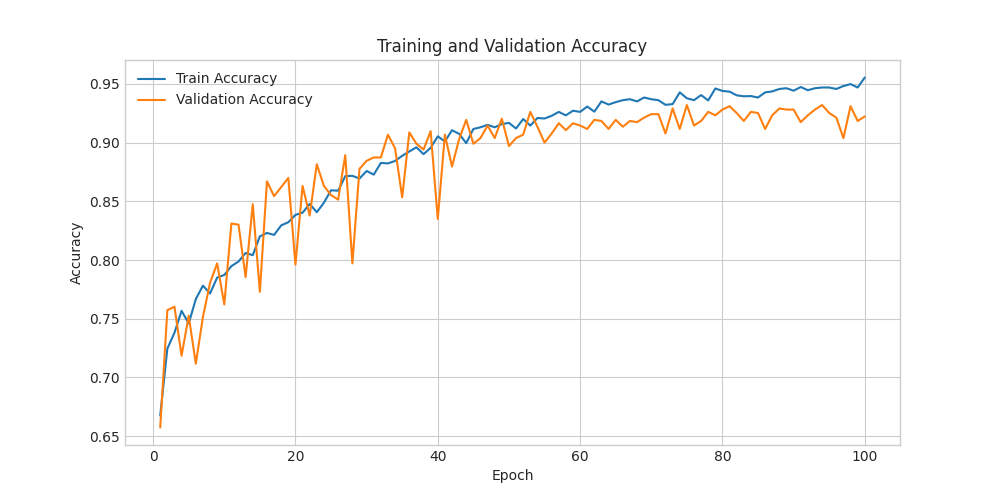 Training and Validation Accuracy
Train Accuracy
Validation Accuracy
0.95
0.90
0.85
0.80
0.75
0.70
0.65
Accuracy
0 20 40 60 80 100
Epoch